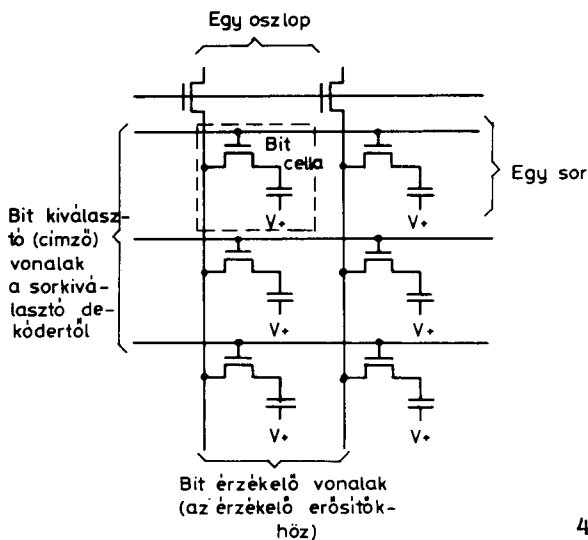 Egy oszlop
Bit
cella
Egy sor
V+
Bit kiválasz-
tó (címző)
vonalak
a sorkivá-
lasztó de-
kódertől
V+
V+
V+
V+
V+
Bit érzékelő vonalak
(az érzékelő erősítők-
höz)
4